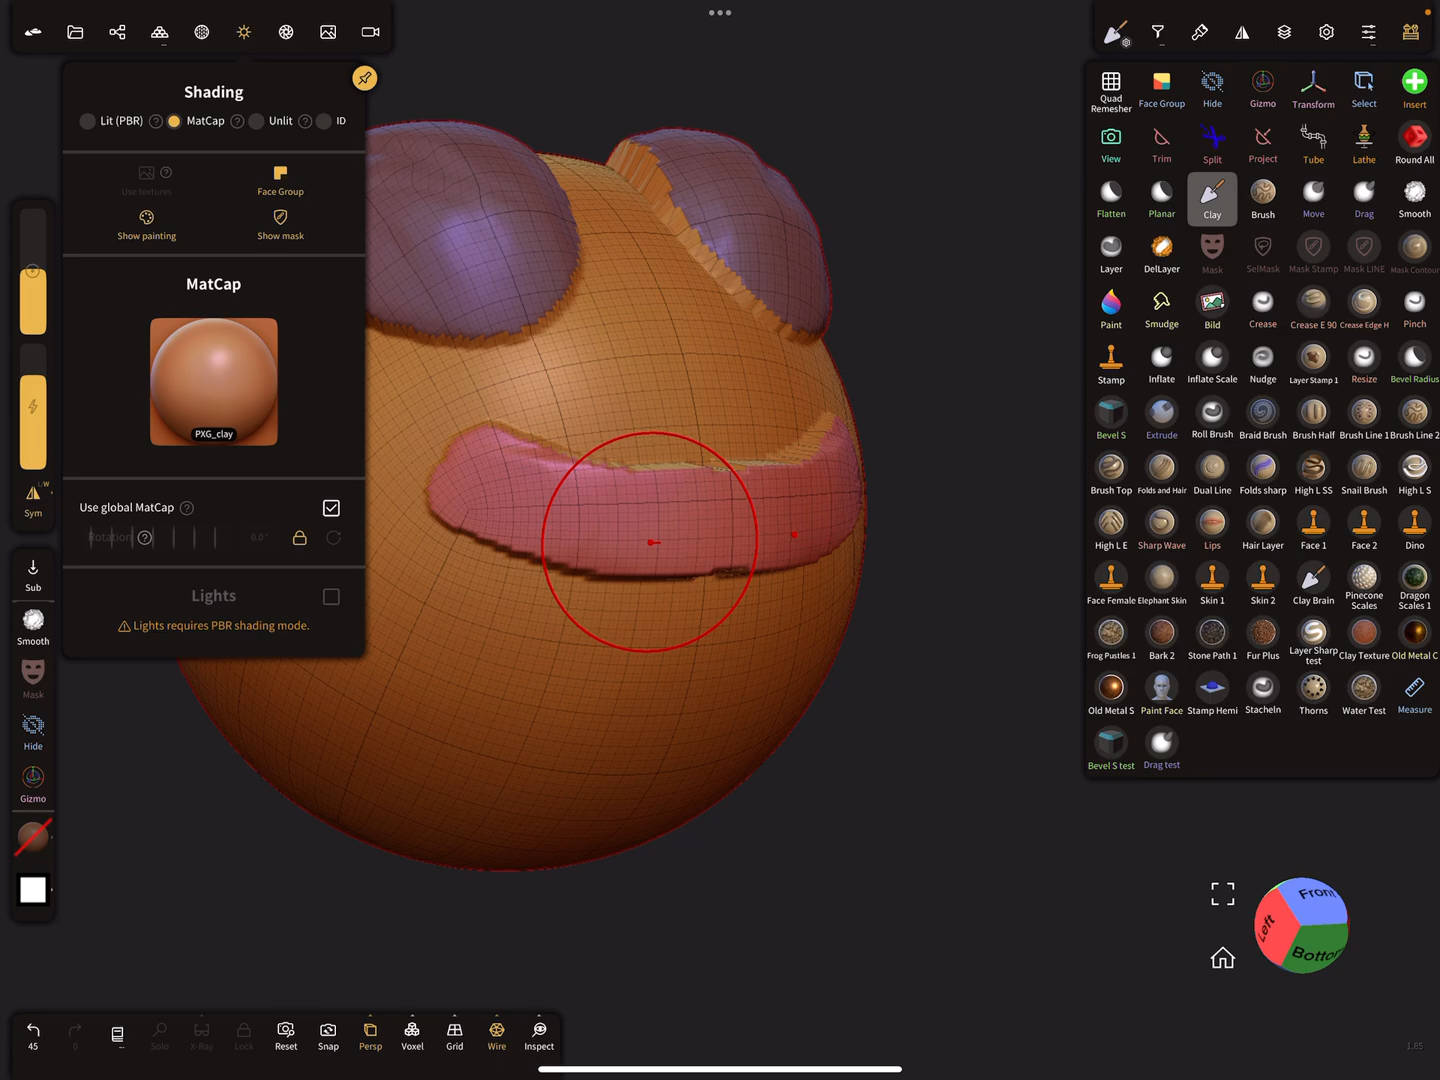 Shading
Lit (PBR) ? MatCap ? Unlit ? ID
Use textures ? Face Group
Show painting Show mask
MatCap
PXG_clay
Use global MatCap ?
Rotation ? 0.0°
Lights
Lights requires PBR shading mode.
Sym
Sub
Smooth
Mask
Hide
Gizmo
Quad Remesher Face Group Hide Gizmo Transform Select Insert
View Trim Split Project Tube Lathe Round All
Flatten Planar Clay Brush Move Drag Smooth
Layer DelLayer Mask SelMask Mask Stamp Mask LINE Mask Contour
Paint Smudge Bild Crease Crease E 90 Crease Edge H Pinch
Stamp Inflate Inflate Scale Nudge Layer Stamp 1 Resize Bevel Radius
Bevel S Extrude Roll Brush Braid Brush Brush Half Brush Line 1 Brush Line 2
Brush Top Folds and Hair Dual Line Folds sharp High L SS Snail Brush High L S
High L E Sharp Wave Lips Hair Layer Face 1 Face 2 Dino
Face Female Elephant Skin Skin 1 Skin 2 Clay Brain Pinecone Scales Dragon Scales 1
Frog Pustles 1 Bark 2 Stone Path 1 Fur Plus Layer Sharp test Clay Texture Old Metal C
Old Metal S Paint Face Stamp Hemi Stacheln Thorns Water Test Measure
Bevel S test Drag test
Front
Left
Bottom
45 0 Solo X-Ray Lock Reset Snap Persp Voxel Grid Wire Inspect
1.85